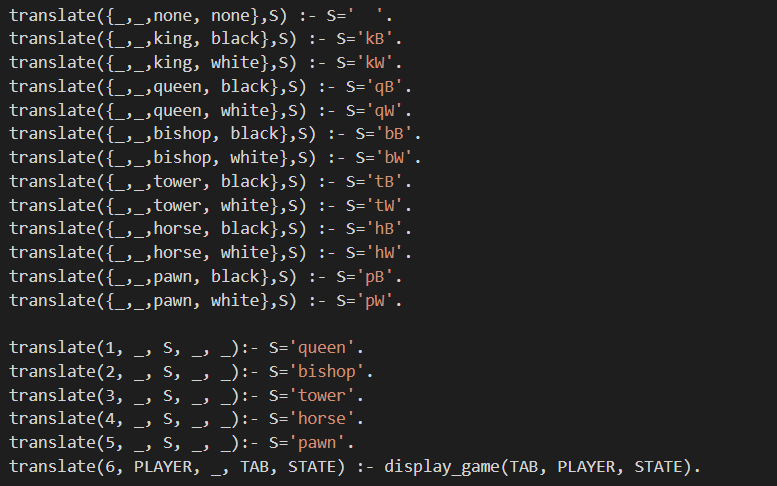 translate({_,_,none, none},S) :- S='  '.
translate({_,_,king, black},S) :- S='kB'.
translate({_,_,king, white},S) :- S='kW'.
translate({_,_,queen, black},S) :- S='qB'.
translate({_,_,queen, white},S) :- S='qW'.
translate({_,_,bishop, black},S) :- S='bB'.
translate({_,_,bishop, white},S) :- S='bW'.
translate({_,_,tower, black},S) :- S='tB'.
translate({_,_,tower, white},S) :- S='tW'.
translate({_,_,horse, black},S) :- S='hB'.
translate({_,_,horse, white},S) :- S='hW'.
translate({_,_,pawn, black},S) :- S='pB'.
translate({_,_,pawn, white},S) :- S='pW'.

translate(1, _, S, _, _):- S='queen'.
translate(2, _, S, _, _):- S='bishop'.
translate(3, _, S, _, _):- S='tower'.
translate(4, _, S, _, _):- S='horse'.
translate(5, _, S, _, _):- S='pawn'.
translate(6, PLAYER, _, TAB, STATE) :- display_game(TAB, PLAYER, STATE).